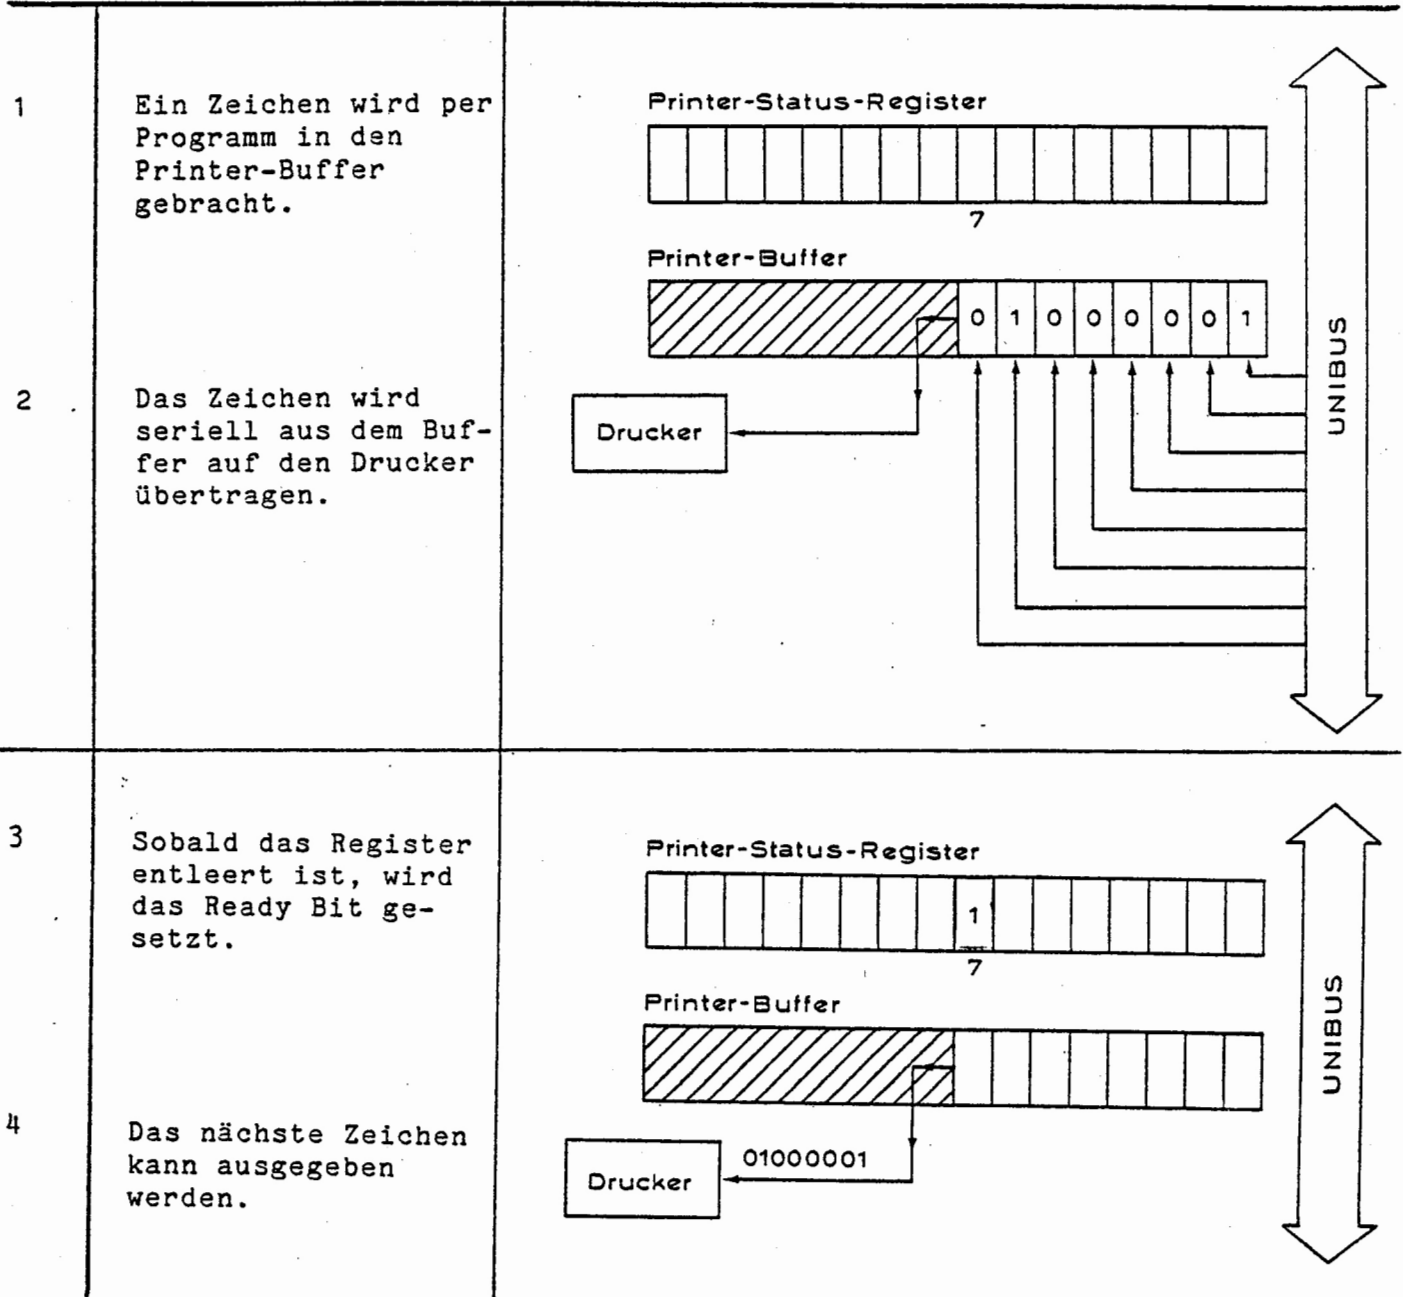 1
Ein Zeichen wird per
Programm in den
Printer-Buffer
gebracht.
Printer-Status-Register
7
Printer-Buffer
0 1 0 0 0 0 0 1
UNIBUS
2
Das Zeichen wird
seriell aus dem Buf-
fer auf den Drucker
übertragen.
Drucker
3
Sobald das Register
entleert ist, wird
das Ready Bit ge-
setzt.
Printer-Status-Register
1
7
Printer-Buffer
UNIBUS
4
Das nächste Zeichen
kann ausgegeben
werden.
01000001
Drucker